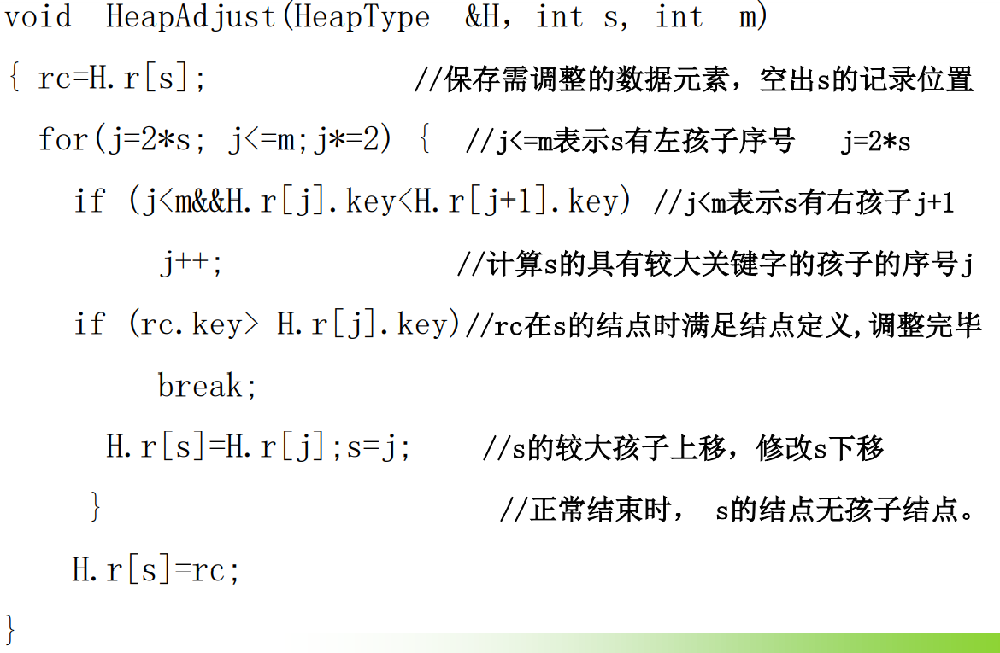 void  HeapAdjust(HeapType  &H, int s, int  m)
{ rc=H.r[s];  //保存需调整的数据元素，空出s的记录位置
for(j=2*s; j<=m;j*=2) {  //j<=m表示s有左孩子序号   j=2*s
if (j<m&&H.r[j].key<H.r[j+1].key) //j<m表示s有右孩子j+1
j++;  //计算s的具有较大关键字的孩子的序号j
if (rc.key> H.r[j].key)//rc在s的结点时满足结点定义,调整完毕
break;
H.r[s]=H.r[j];s=j;  //s的较大孩子上移，修改s下移
}  //正常结束时， s的结点无孩子结点。
H.r[s]=rc;
}